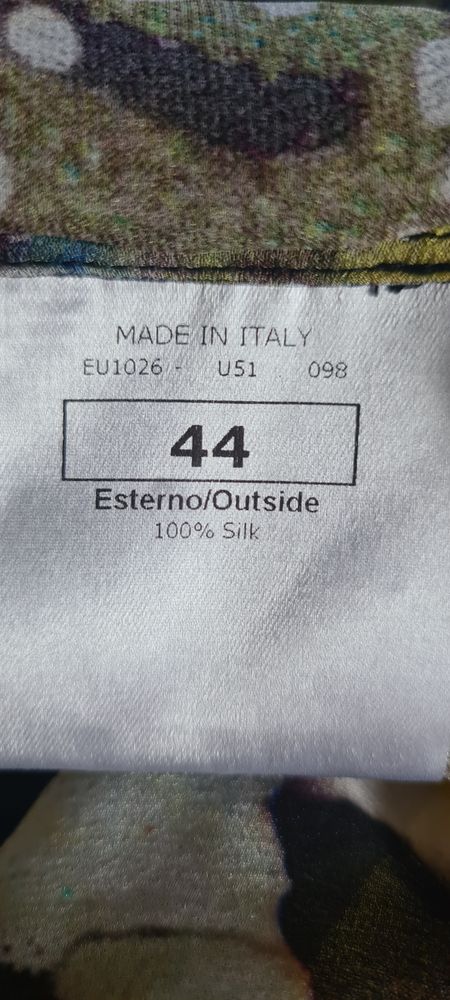 MADE IN ITALY
EU1026 - U51 . 098
44
Esterno/Outside
100% Silk